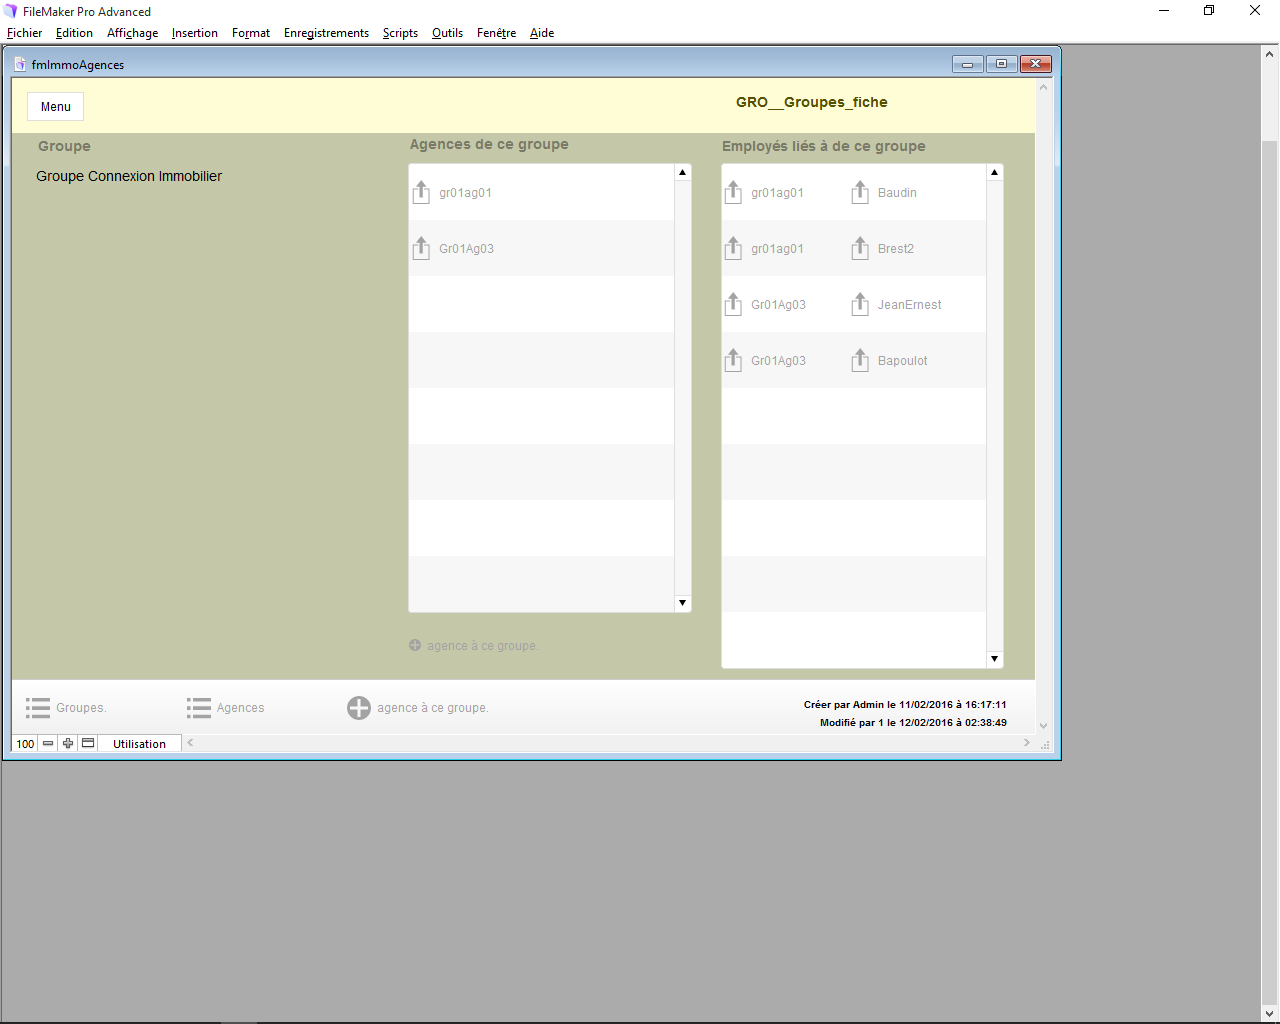 FileMaker Pro Advanced
Fichier Edition Affichage Insertion Format Enregistrements Scripts Outils Fenêtre Aide
fmImmoAgences
Menu
GRO__Groupes_fiche
Groupe
Agences de ce groupe
Employés liés à de ce groupe
Groupe Connexion Immobilier
gr01ag01
gr01ag01 Baudin
Gr01Ag03
gr01ag01 Brest2
Gr01Ag03 JeanErnest
Gr01Ag03 Bapoulot
agence à ce groupe.
Groupes.
Agences
agence à ce groupe.
Créer par Admin le 11/02/2016 à 16:17:11
Modifié par 1 le 12/02/2016 à 02:38:49
100
Utilisation